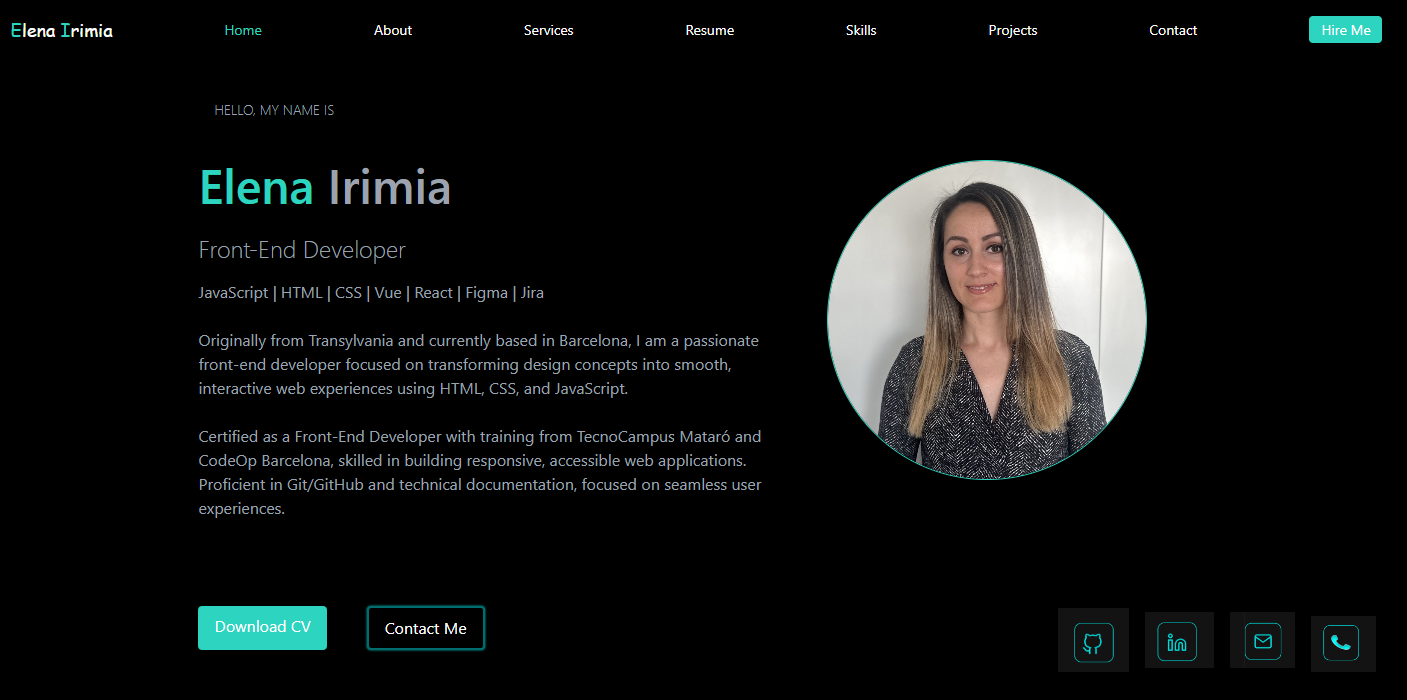 Elena Irimia
Home
About
Services
Resume
Skills
Projects
Contact
Hire Me
HELLO, MY NAME IS
Elena Irimia
Front-End Developer
JavaScript | HTML | CSS | Vue | React | Figma | Jira
Originally from Transylvania and currently based in Barcelona, I am a passionate
front-end developer focused on transforming design concepts into smooth,
interactive web experiences using HTML, CSS, and JavaScript.
Certified as a Front-End Developer with training from TecnoCampus Mataró and
CodeOp Barcelona, skilled in building responsive, accessible web applications.
Proficient in Git/GitHub and technical documentation, focused on seamless user
experiences.
Download CV
Contact Me
in